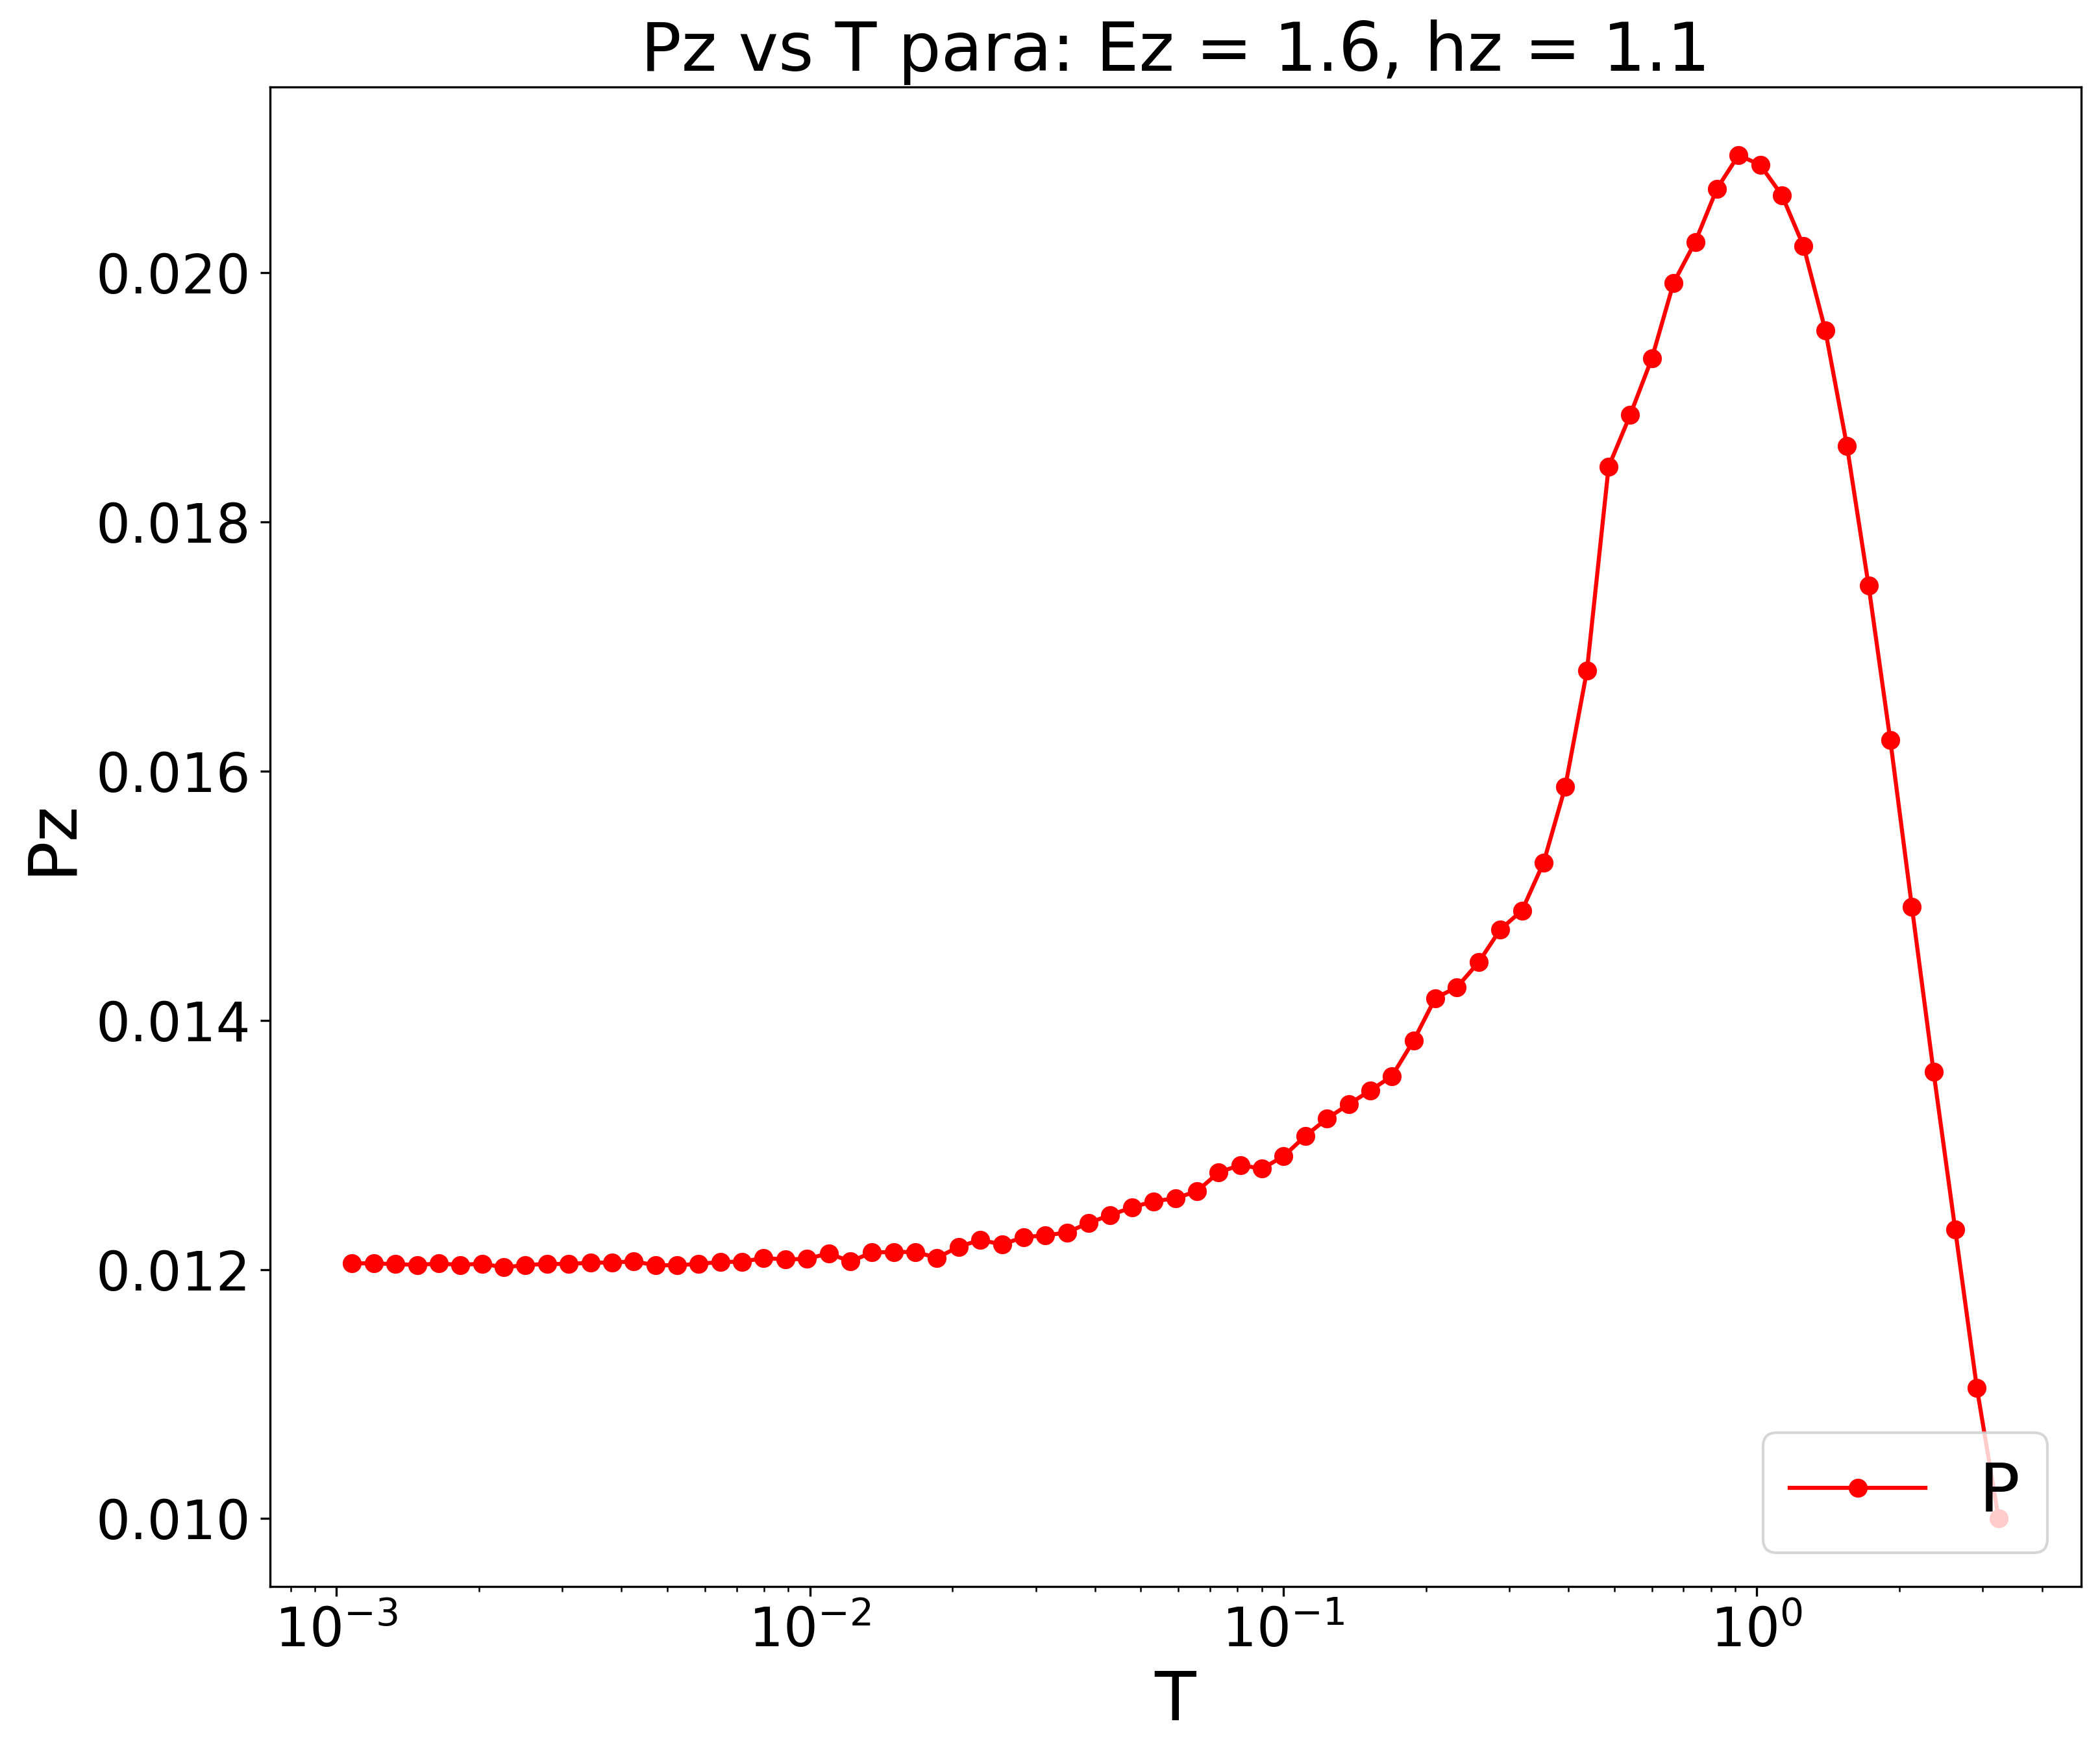 Pz vs T para: Ez = 1.6, hz = 1.1
Pz
0.020
0.018
0.016
0.014
0.012
0.010
P
10⁻³ 10⁻² 10⁻¹ 10⁰
T